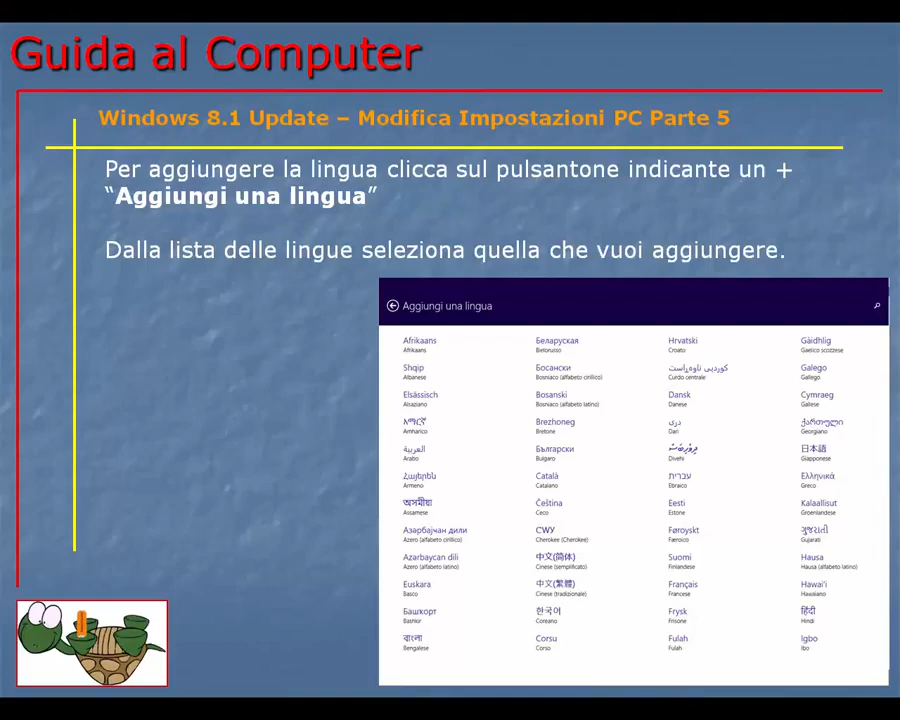 Guida al Computer
Windows 8.1 Update – Modifica Impostazioni PC Parte 5
Per aggiungere la lingua clicca sul pulsantone indicante un +
“Aggiungi una lingua”
Dalla lista delle lingue seleziona quella che vuoi aggiungere.
Aggiungi una lingua
Afrikaans
Afrikaans
Shqip
Albanese
Elsässisch
Alsaziano
አማርኛ
Amharico
العربية
Arabo
Հայերեն
Armeno
অসমীয়া
Assamese
Азәрбајҹан дили
Azero (alfabeto cirillico)
Azərbaycan dili
Azero (alfabeto latino)
Euskara
Basco
Башҡорт
Bashkir
বাংলা
Bengalese
Беларуская
Bielorusso
Босански
Bosniaco (alfabeto cirillico)
Bosanski
Bosniaco (alfabeto latino)
Brezhoneg
Bretone
Български
Bulgaro
Català
Catalano
Čeština
Ceco
ᏣᎳᎩ
Cherokee (Cherokee)
中文(简体)
Cinese (semplificato)
中文(繁體)
Cinese (tradizionale)
한국어
Coreano
Corsu
Corso
Hrvatski
Croato
کوردیی ناوەڕاست
Curdo centrale
Dansk
Danese
درى
Dari
ދިވެހިބަސް
Divehi
עברית
Ebraico
Eesti
Estone
Føroyskt
Faeroico
Suomi
Finlandese
Français
Francese
Frysk
Frisone
Fulah
Fulah
Gàidhlig
Gaelico scozzese
Galego
Gallego
Cymraeg
Gallese
ქართული
Georgiano
日本語
Giapponese
Ελληνικά
Greco
Kalaallisut
Groenlandese
ગુજરાતી
Gujarati
Hausa
Hausa (alfabeto latino)
Hawai'i
Hawaiano
हिंदी
Hindi
Igbo
Ibo